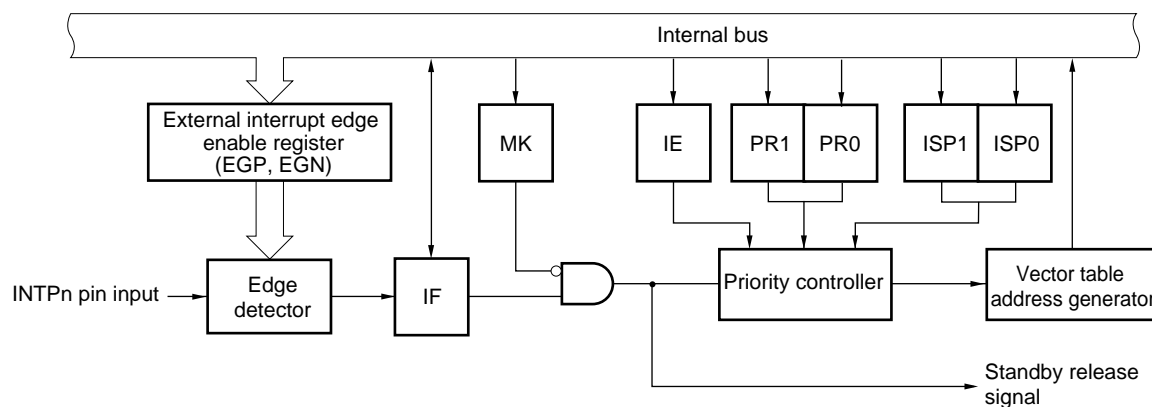 Internal bus
External interrupt edge
enable register
(EGP, EGN)
MK
IE
PR1
PR0
ISP1
ISP0
INTPn pin input
Edge
detector
IF
Priority controller
Vector table
address generator
Standby release
signal